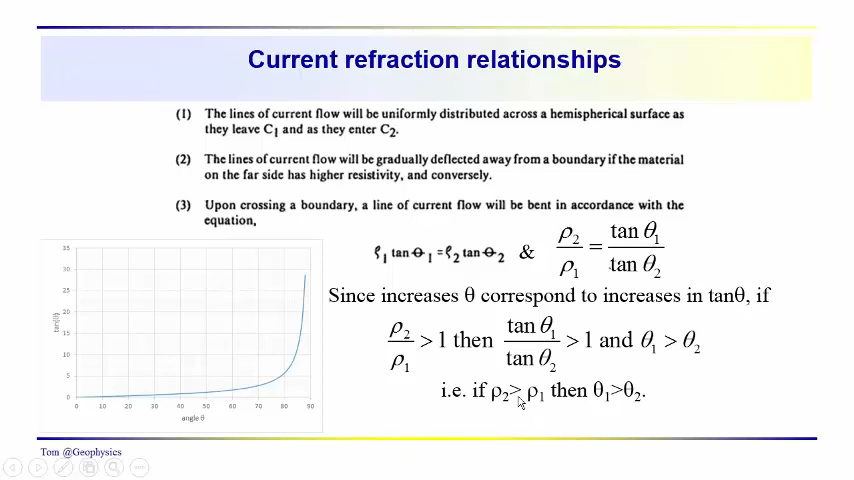 Current refraction relationships
(1) The lines of current flow will be uniformly distributed across a hemispherical surface as
they leave C₁ and as they enter C₂.
(2) The lines of current flow will be gradually deflected away from a boundary if the material
on the far side has higher resistivity, and conversely.
(3) Upon crossing a boundary, a line of current flow will be bent in accordance with the
equation,
ρ₁ tan θ₁ = ρ₂ tan θ₂ & ρ₂/ρ₁ = tan θ₁/tan θ₂
Since increases θ correspond to increases in tanθ, if
ρ₂/ρ₁ > 1 then tan θ₁/tan θ₂ > 1 and θ₁ > θ₂
i.e. if ρ₂> ρ₁ then θ₁>θ₂.
35
30
25
20
15
10
5
0
tan(θ)
0 10 20 30 40 50 60 70 80 90
angle θ
Tom @Geophysics